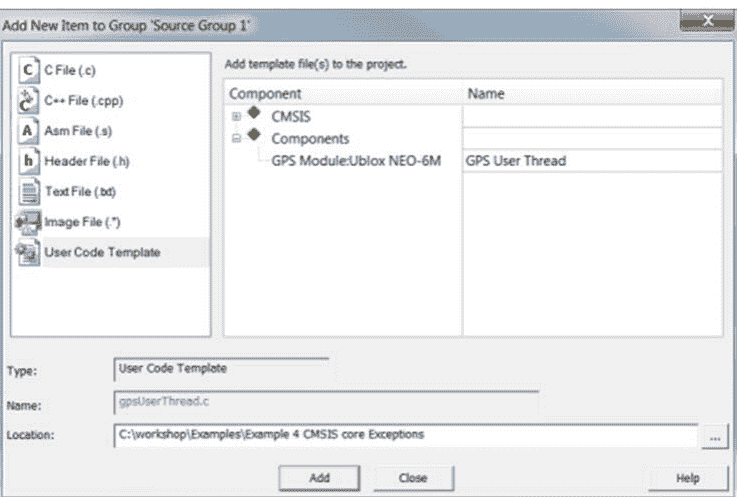 Add New Item to Group 'Source Group 1'
C File (.c)
C++ File (.cpp)
Asm File (.s)
Header File (.h)
Text File (.txt)
Image File (.*)
User Code Template
Add template file(s) to the project.
Component Name
CMSIS
Components
GPS Module:Ublox NEO-6M GPS User Thread
Type: User Code Template
Name: gpsUserThread.c
Location: C:\workshop\Examples\Example 4 CMSIS core Exceptions ...
Add Close Help